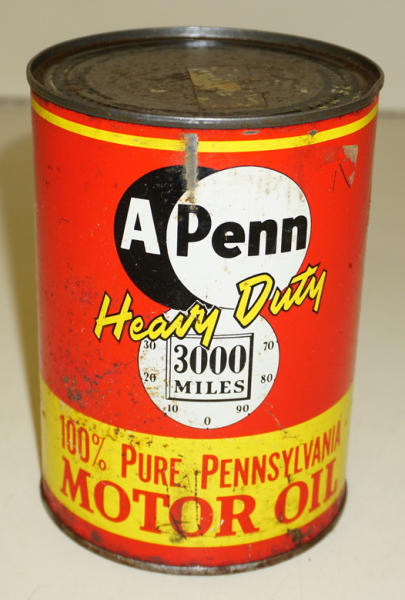 A Penn
Heavy Duty
3000
MILES
30 70
20 80
10 0 90
100% PURE PENNSYLVANIA
MOTOR OIL